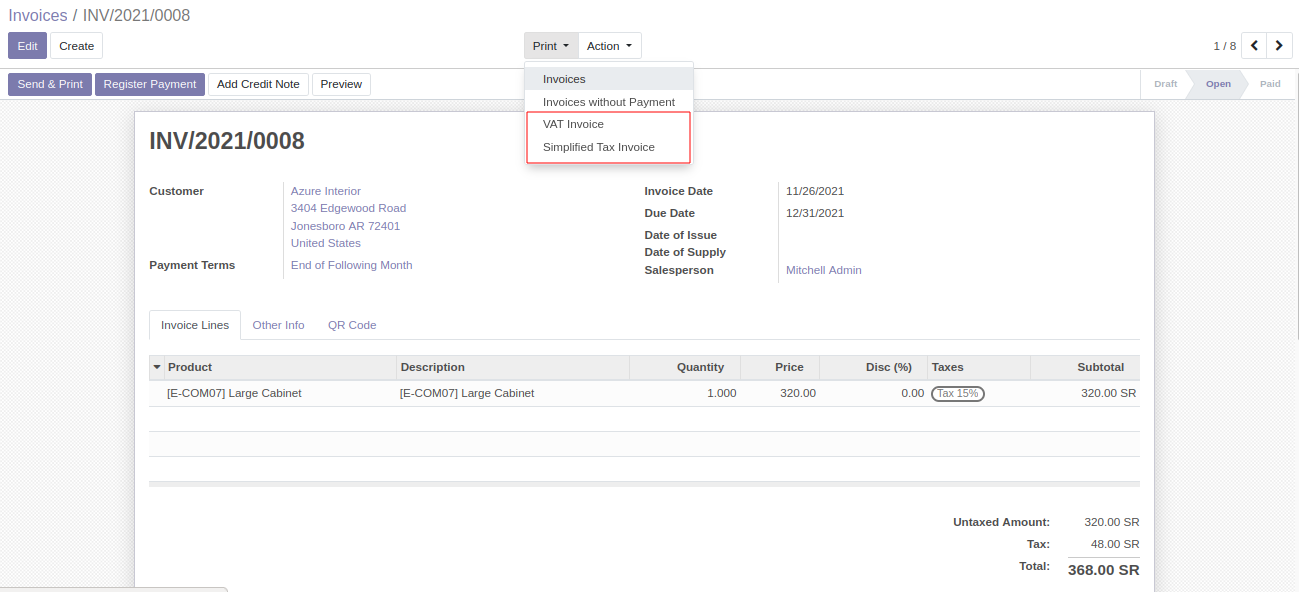 Invoices / INV/2021/0008
Edit Create Print Action 1 / 8
Send & Print Register Payment Add Credit Note Preview Draft Open Paid
Invoices
Invoices without Payment
VAT Invoice
Simplified Tax Invoice
INV/2021/0008
Customer Azure Interior
3404 Edgewood Road
Jonesboro AR 72401
United States
Payment Terms End of Following Month
Invoice Date 11/26/2021
Due Date 12/31/2021
Date of Issue
Date of Supply
Salesperson Mitchell Admin
Invoice Lines Other Info QR Code
Product Description Quantity Price Disc (%) Taxes Subtotal
[E-COM07] Large Cabinet [E-COM07] Large Cabinet 1.000 320.00 0.00 Tax 15% 320.00 SR
Untaxed Amount: 320.00 SR
Tax: 48.00 SR
Total: 368.00 SR